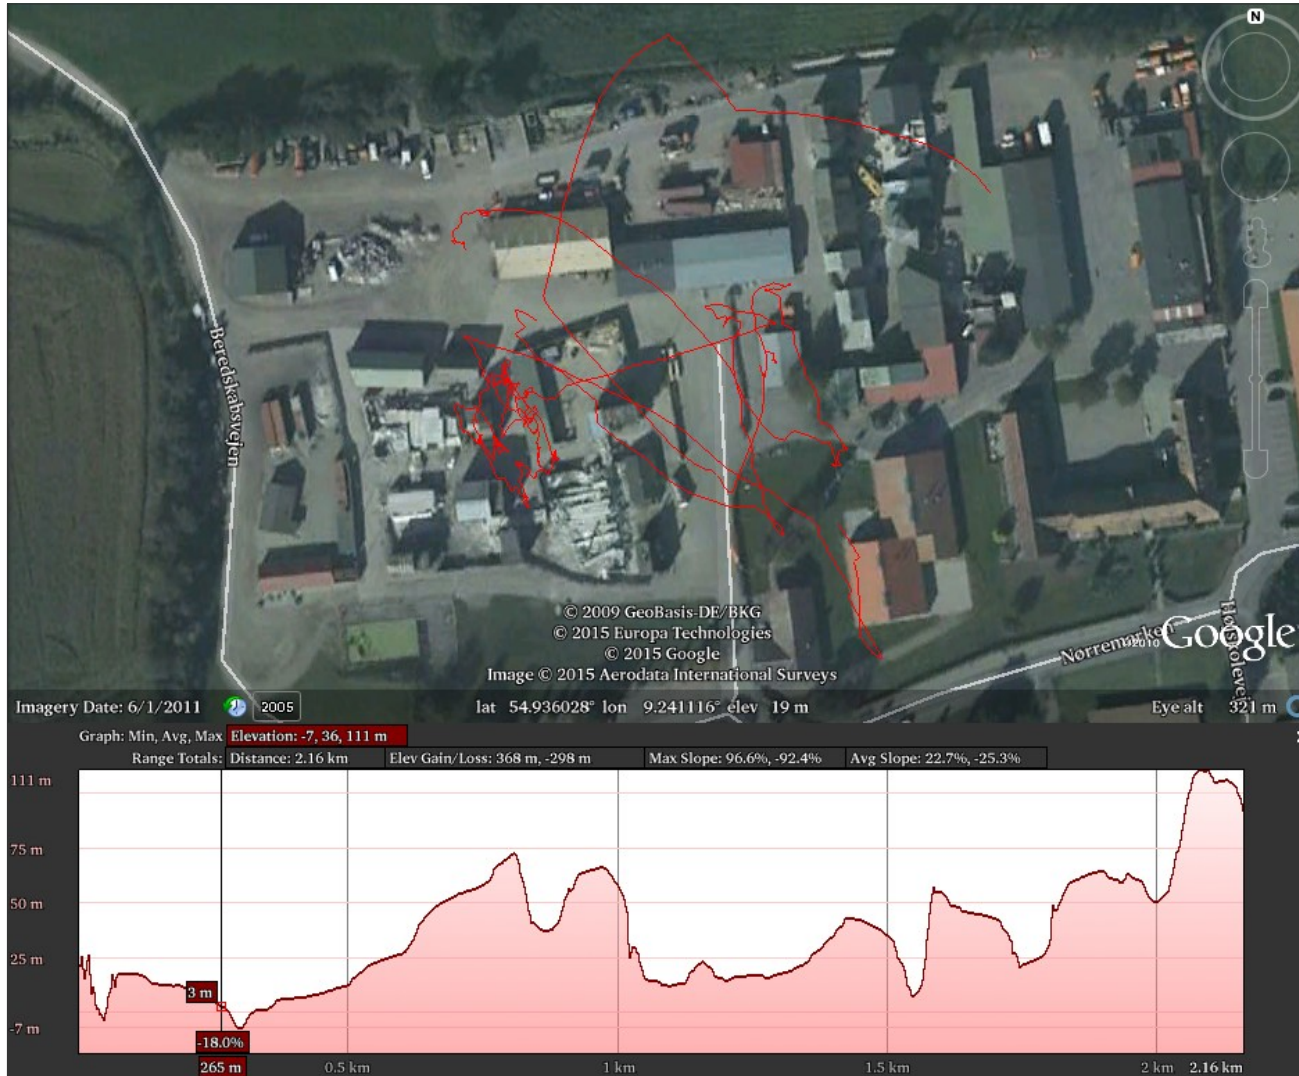 N
Beredskabsvejen
© 2009 GeoBasis-DE/BKG
© 2015 Europa Technologies
© 2015 Google
Image © 2015 Aerodata International Surveys
Nørremarken
Google
Imagery Date: 6/1/2011 2005 lat 54.936028° lon 9.241116° elev 19 m Eye alt 321 m
Graph: Min, Avg, Max Elevation: -7, 36, 111 m
Range Totals: Distance: 2.16 km Elev Gain/Loss: 368 m, -298 m Max Slope: 96.6%, -92.4% Avg Slope: 22.7%, -25.3%
111 m
75 m
50 m
25 m
3 m
-7 m
-18.0%
265 m 0.5 km 1 km 1.5 km 2 km 2.16 km